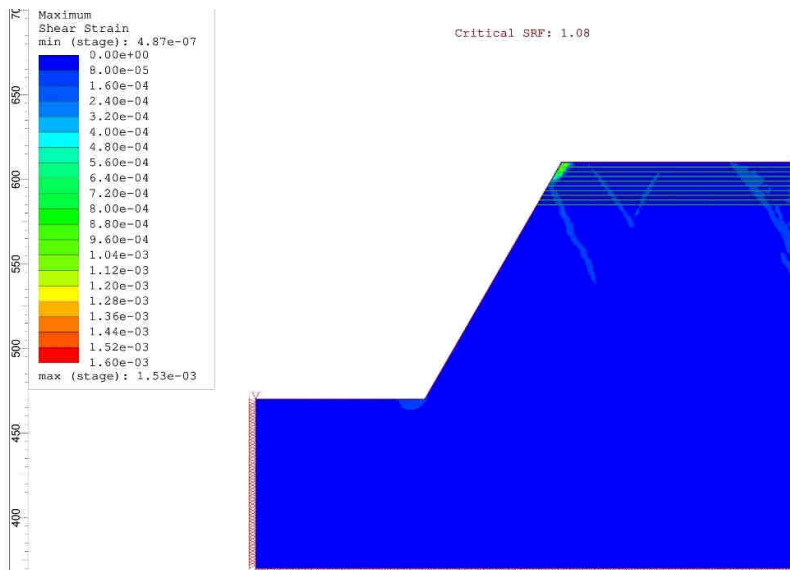 Maximum
Shear Strain
min (stage): 4.87e-07
0.00e+00
8.00e-05
1.60e-04
2.40e-04
3.20e-04
4.00e-04
4.80e-04
5.60e-04
6.40e-04
7.20e-04
8.00e-04
8.80e-04
9.60e-04
1.04e-03
1.12e-03
1.20e-03
1.28e-03
1.36e-03
1.44e-03
1.52e-03
1.60e-03
max (stage): 1.53e-03
Critical SRF: 1.08
650
600
550
500
450
400